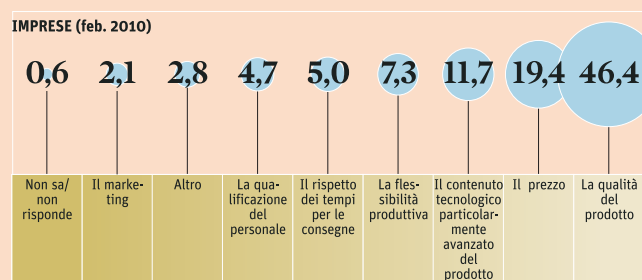 IMPRESE (feb. 2010)
0,6 2,1 2,8 4,7 5,0 7,3 11,7 19,4 46,4
Non sa/
non
risponde
Il marke-
ting
Altro
La qua-
lificazione
del
personale
Il rispetto
dei tempi
per le
consegne
La fles-
sibilità
produttiva
Il contenuto
tecnologico
particolar-
mente
avanzato
del
prodotto
Il prezzo
La qualità
del
prodotto